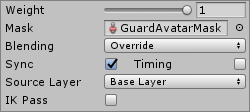 Weight 1
Mask GuardAvatarMask
Blending Override
Sync Timing
Source Layer Base Layer
IK Pass